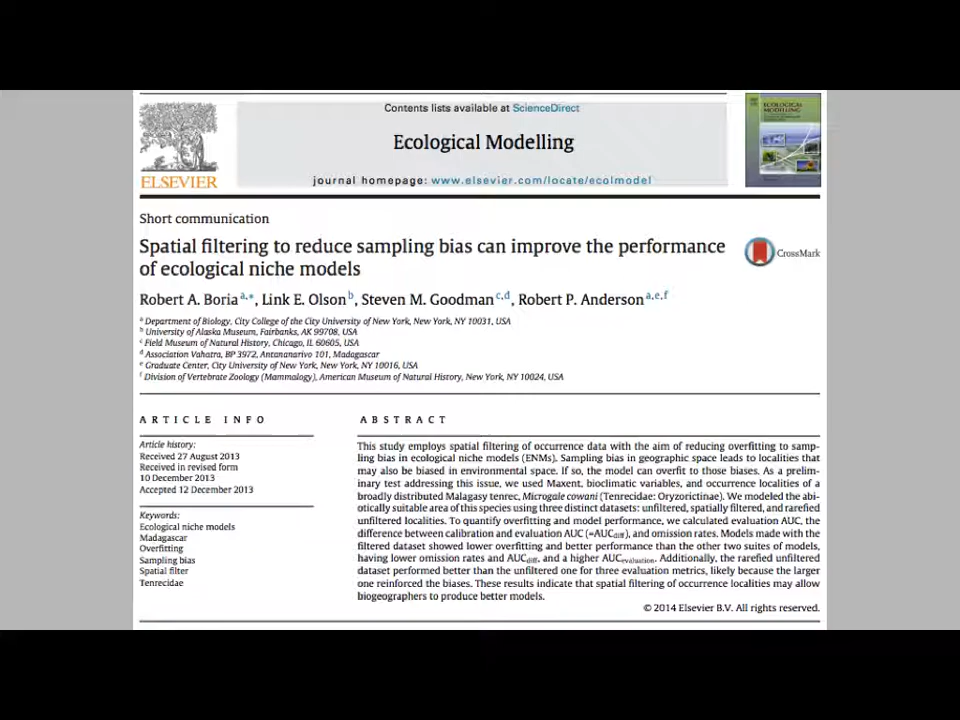 Contents lists available at ScienceDirect
Ecological Modelling
journal homepage: www.elsevier.com/locate/ecolmodel
ELSEVIER
ECOLOGICAL MODELLING
Short communication
Spatial filtering to reduce sampling bias can improve the performance
of ecological niche models
CrossMark
Robert A. Boria a,*, Link E. Olson b, Steven M. Goodman c,d, Robert P. Anderson a,e,f
a Department of Biology, City College of the City University of New York, New York, NY 10031, USA
b University of Alaska Museum, Fairbanks, AK 99708, USA
c Field Museum of Natural History, Chicago, IL 60605, USA
d Association Vahatra, BP 3972, Antananarivo 101, Madagascar
e Graduate Center, City University of New York, New York, NY 10016, USA
f Division of Vertebrate Zoology (Mammalogy), American Museum of Natural History, New York, NY 10024, USA
ARTICLE INFO
Article history:
Received 27 August 2013
Received in revised form
10 December 2013
Accepted 12 December 2013
Keywords:
Ecological niche models
Madagascar
Overfitting
Sampling bias
Spatial filter
Tenrecidae
ABSTRACT
This study employs spatial filtering of occurrence data with the aim of reducing overfitting to samp-
ling bias in ecological niche models (ENMs). Sampling bias in geographic space leads to localities that
may also be biased in environmental space. If so, the model can overfit to those biases. As a prelim-
inary test addressing this issue, we used Maxent, bioclimatic variables, and occurrence localities of a
broadly distributed Malagasy tenrec, Microgale cowani (Tenrecidae: Oryzorictinae). We modeled the abi-
otically suitable area of this species using three distinct datasets: unfiltered, spatially filtered, and rarefied
unfiltered localities. To quantify overfitting and model performance, we calculated evaluation AUC, the
difference between calibration and evaluation AUC (=AUCdiff), and omission rates. Models made with the
filtered dataset showed lower overfitting and better performance than the other two suites of models,
having lower omission rates and AUCdiff, and a higher AUCevaluation. Additionally, the rarefied unfiltered
dataset performed better than the unfiltered one for three evaluation metrics, likely because the larger
one reinforced the biases. These results indicate that spatial filtering of occurrence localities may allow
biogeographers to produce better models.
© 2014 Elsevier B.V. All rights reserved.